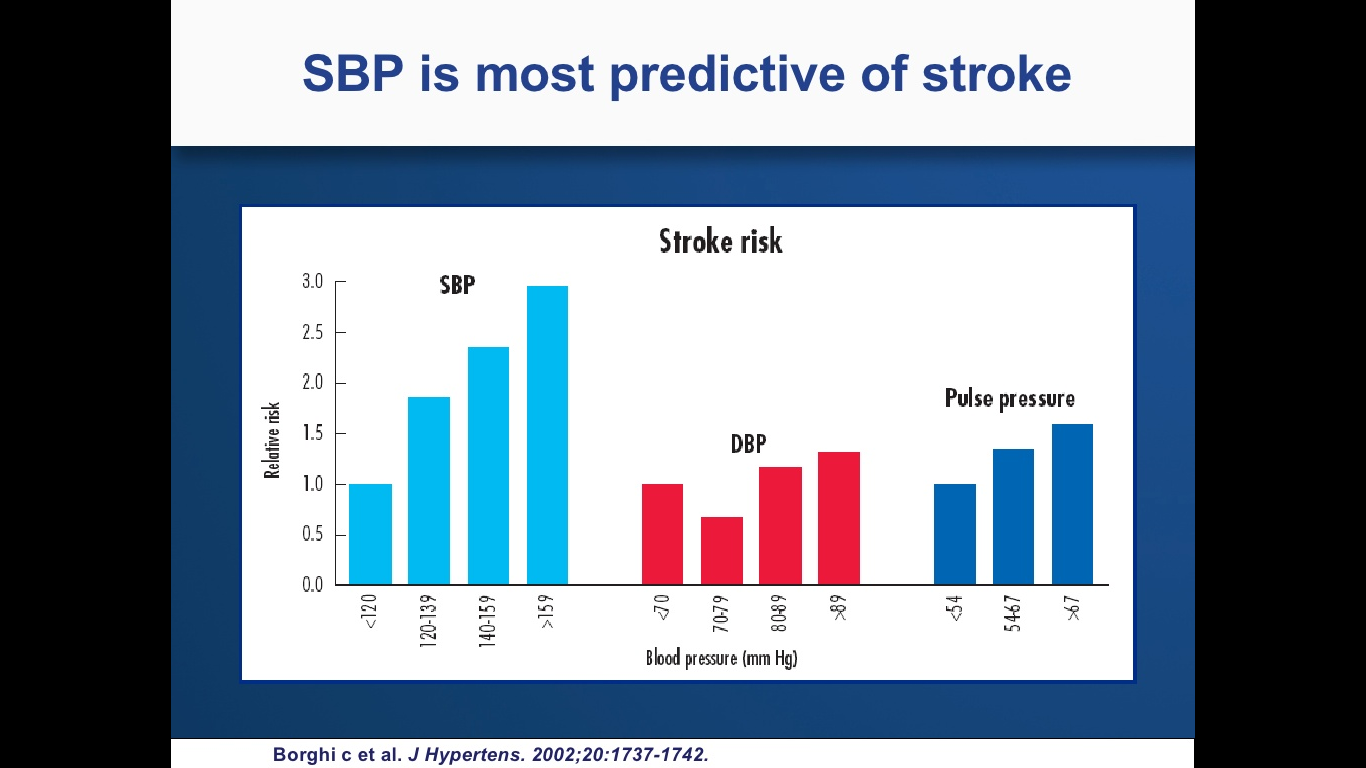 SBP is most predictive of stroke
Stroke risk
SBP
DBP
Pulse pressure
Relative risk
3.0
2.5
2.0
1.5
1.0
0.5
0.0
<120
120-139
140-159
>159
<70
70-79
80-89
>89
<54
54-67
>67
Blood pressure (mm Hg)
Borghi c et al. J Hypertens. 2002;20:1737-1742.